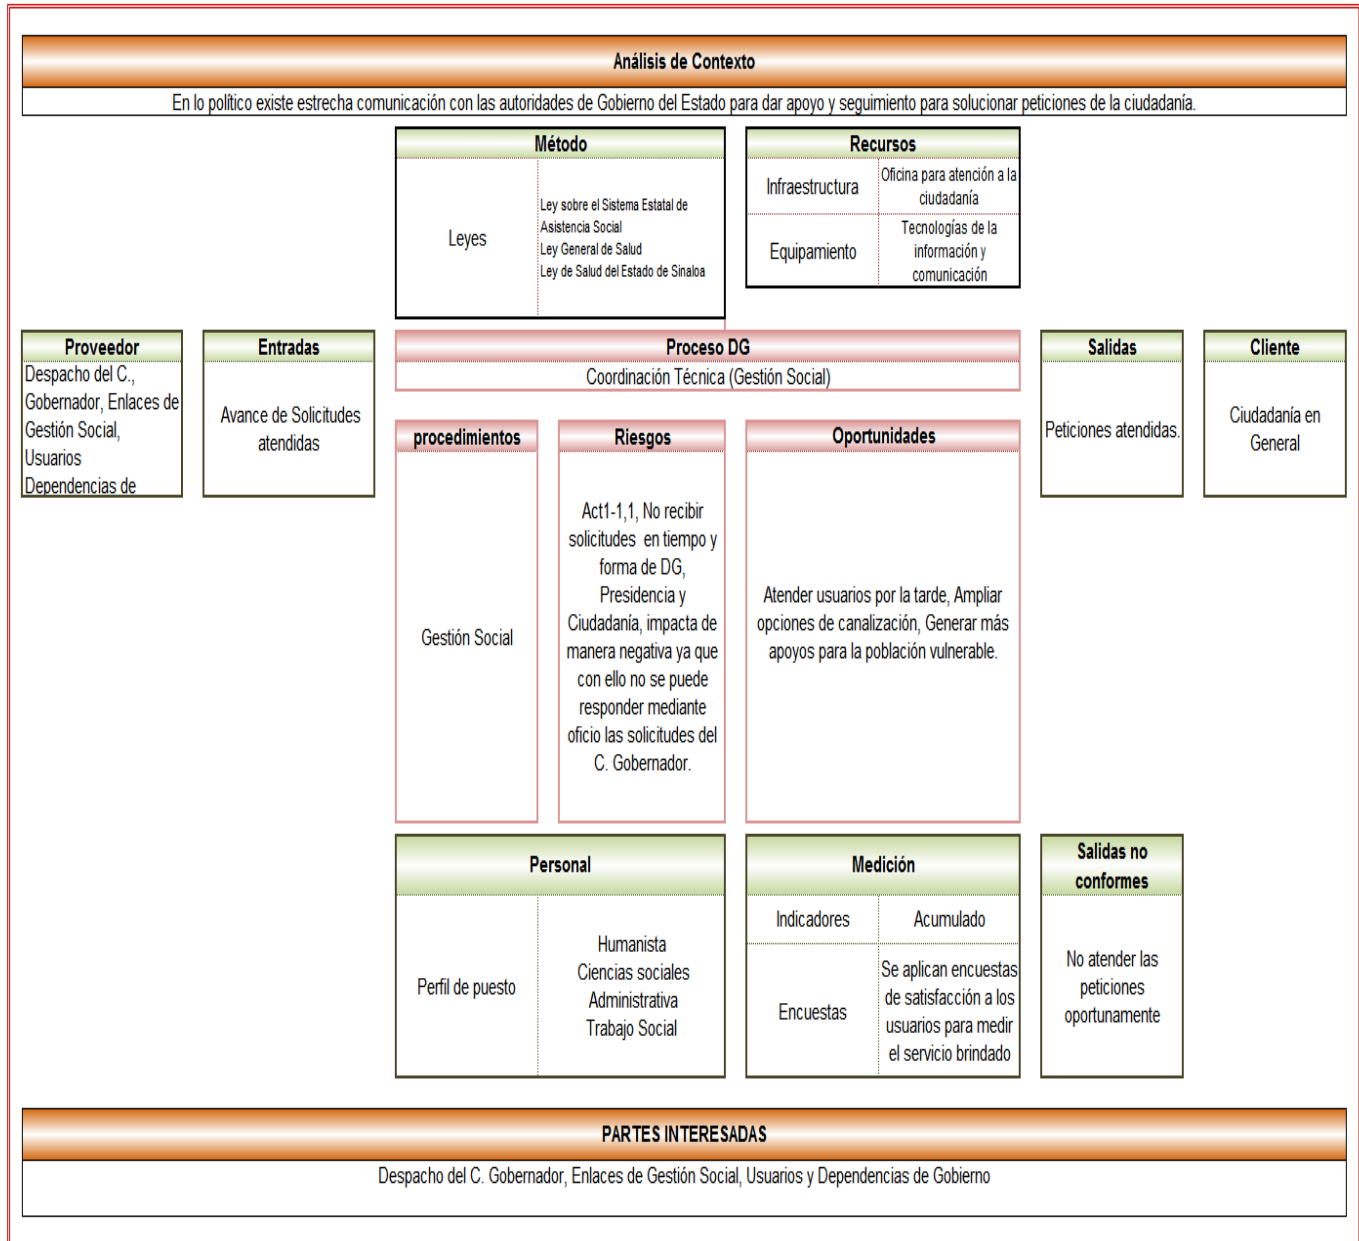 Análisis de Contexto
En lo político existe estrecha comunicación con las autoridades de Gobierno del Estado para dar apoyo y seguimiento para solucionar peticiones de la ciudadanía.
Método
Leyes
Ley sobre el Sistema Estatal de
Asistencia Social
Ley General de Salud
Ley de Salud del Estado de Sinaloa
Recursos
Infraestructura
Oficina para atención a la
ciudadanía
Equipamiento
Tecnologías de la
información y
comunicación
Proveedor
Despacho del C.,
Gobernador, Enlaces de
Gestión Social,
Usuarios
Dependencias de
Entradas
Avance de Solicitudes
atendidas
Proceso DG
Coordinación Técnica (Gestión Social)
Salidas
Peticiones atendidas.
Cliente
Ciudadanía en
General
procedimientos
Gestión Social
Riesgos
Act1-1,1, No recibir
solicitudes en tiempo y
forma de DG,
Presidencia y
Ciudadanía, impacta de
manera negativa ya que
con ello no se puede
responder mediante
oficio las solicitudes del
C. Gobernador.
Oportunidades
Atender usuarios por la tarde, Ampliar
opciones de canalización, Generar más
apoyos para la población vulnerable.
Personal
Perfil de puesto
Humanista
Ciencias sociales
Administrativa
Trabajo Social
Medición
Indicadores
Acumulado
Encuestas
Se aplican encuestas
de satisfacción a los
usuarios para medir
el servicio brindado
Salidas no
conformes
No atender las
peticiones
oportunamente
PARTES INTERESADAS
Despacho del C. Gobernador, Enlaces de Gestión Social, Usuarios y Dependencias de Gobierno